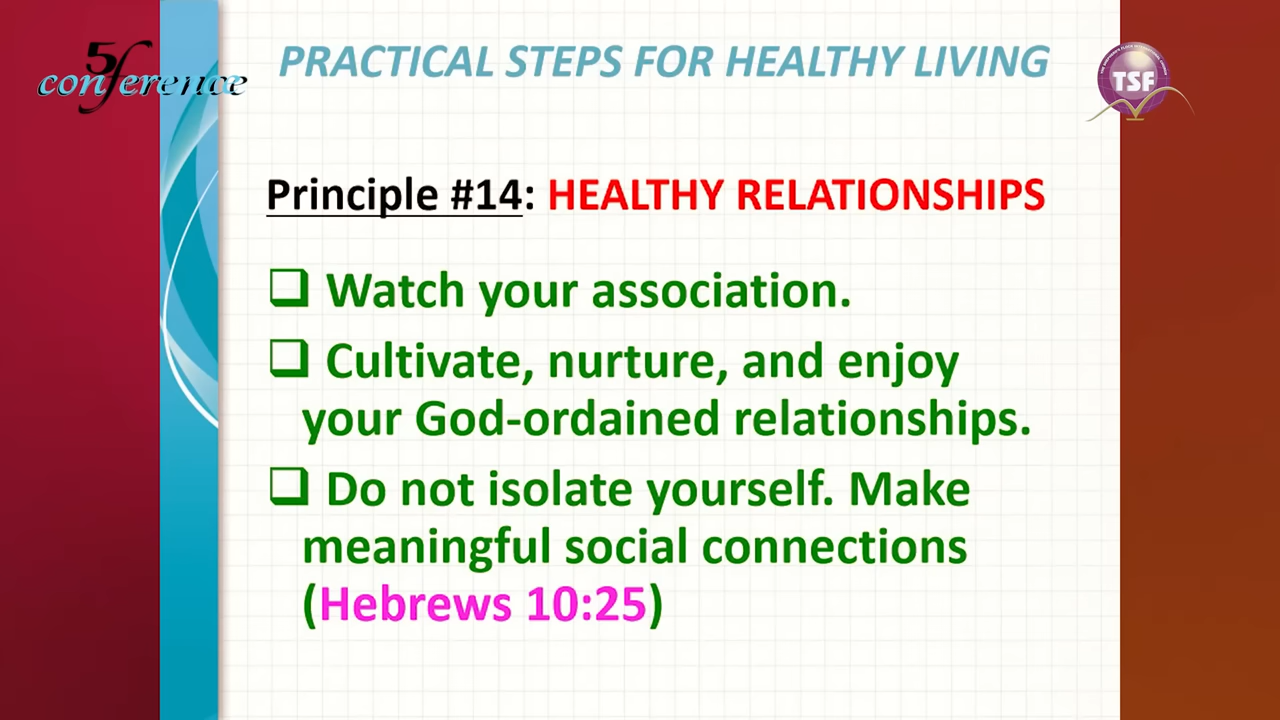 5f conference
PRACTICAL STEPS FOR HEALTHY LIVING
TSF
Principle #14: HEALTHY RELATIONSHIPS
❑ Watch your association.
❑ Cultivate, nurture, and enjoy
your God-ordained relationships.
❑ Do not isolate yourself. Make
meaningful social connections
(Hebrews 10:25)